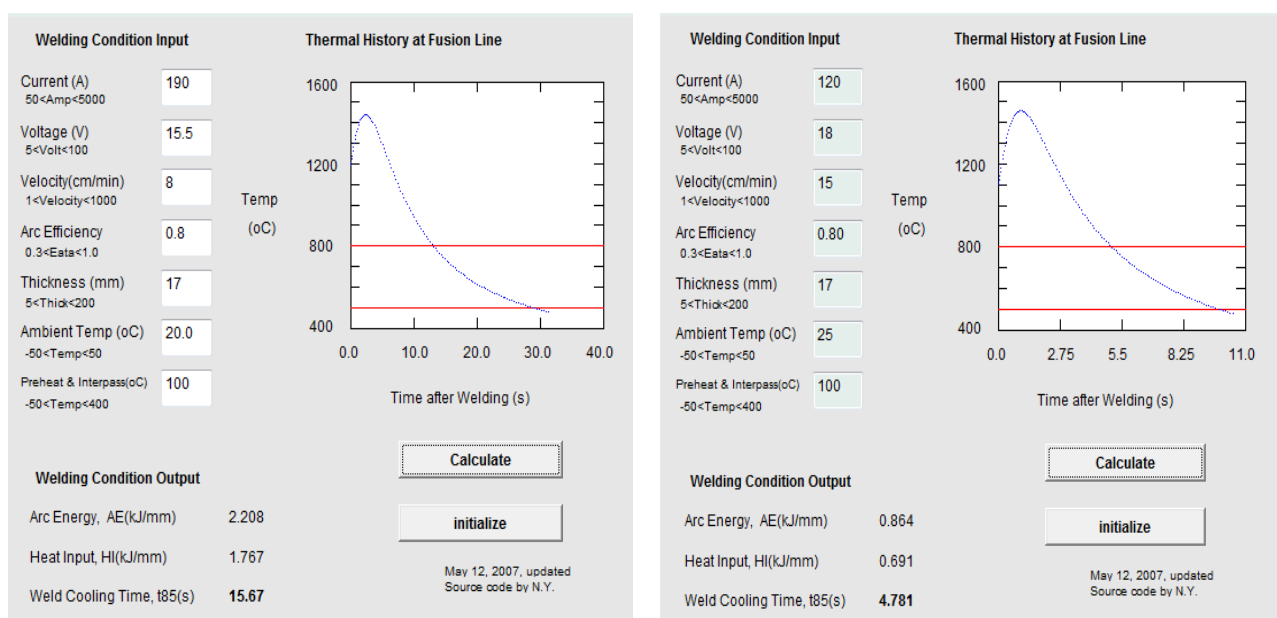 Welding Condition Input
Thermal History at Fusion Line
Current (A)
50<Amp<5000
190
Voltage (V)
5<Volt<100
15.5
Velocity(cm/min)
1<Velocity<1000
8
Arc Efficiency
0.3<Eata<1.0
0.8
Thickness (mm)
5<Thick<200
17
Ambient Temp (oC)
-50<Temp<50
20.0
Preheat & Interpass(oC)
-50<Temp<400
100
Temp
(oC)
1600
1200
800
400
0.0 10.0 20.0 30.0 40.0
Time after Welding (s)
Calculate
initialize
Welding Condition Output
Arc Energy, AE(kJ/mm) 2.208
Heat Input, HI(kJ/mm) 1.767
Weld Cooling Time, t85(s) 15.67
May 12, 2007, updated
Source code by N.Y.
Welding Condition Input
Thermal History at Fusion Line
Current (A)
50<Amp<5000
120
Voltage (V)
5<Volt<100
18
Velocity(cm/min)
1<Velocity<1000
15
Arc Efficiency
0.3<Eata<1.0
0.80
Thickness (mm)
5<Thick<200
17
Ambient Temp (oC)
-50<Temp<50
25
Preheat & Interpass(oC)
-50<Temp<400
100
Temp
(oC)
1600
1200
800
400
0.0 2.75 5.5 8.25 11.0
Time after Welding (s)
Calculate
initialize
Welding Condition Output
Arc Energy, AE(kJ/mm) 0.864
Heat Input, HI(kJ/mm) 0.691
Weld Cooling Time, t85(s) 4.781
May 12, 2007, updated
Source code by N.Y.